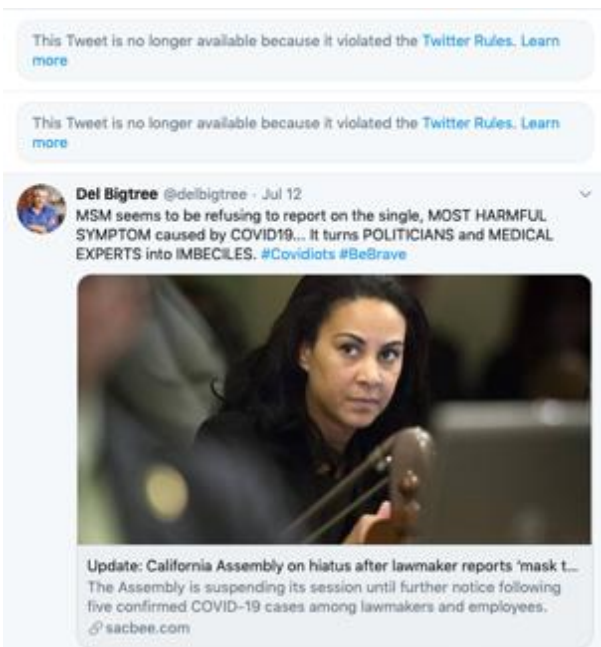 This Tweet is no longer available because it violated the Twitter Rules. Learn
more
This Tweet is no longer available because it violated the Twitter Rules. Learn
more
Del Bigtree @delbigtree · Jul 12
MSM seems to be refusing to report on the single, MOST HARMFUL
SYMPTOM caused by COVID19... It turns POLITICIANS and MEDICAL
EXPERTS into IMBECILES. #Covidiots #BeBrave
Update: California Assembly on hiatus after lawmaker reports 'mask t...
The Assembly is suspending its session until further notice following
five confirmed COVID-19 cases among lawmakers and employees.
sacbee.com